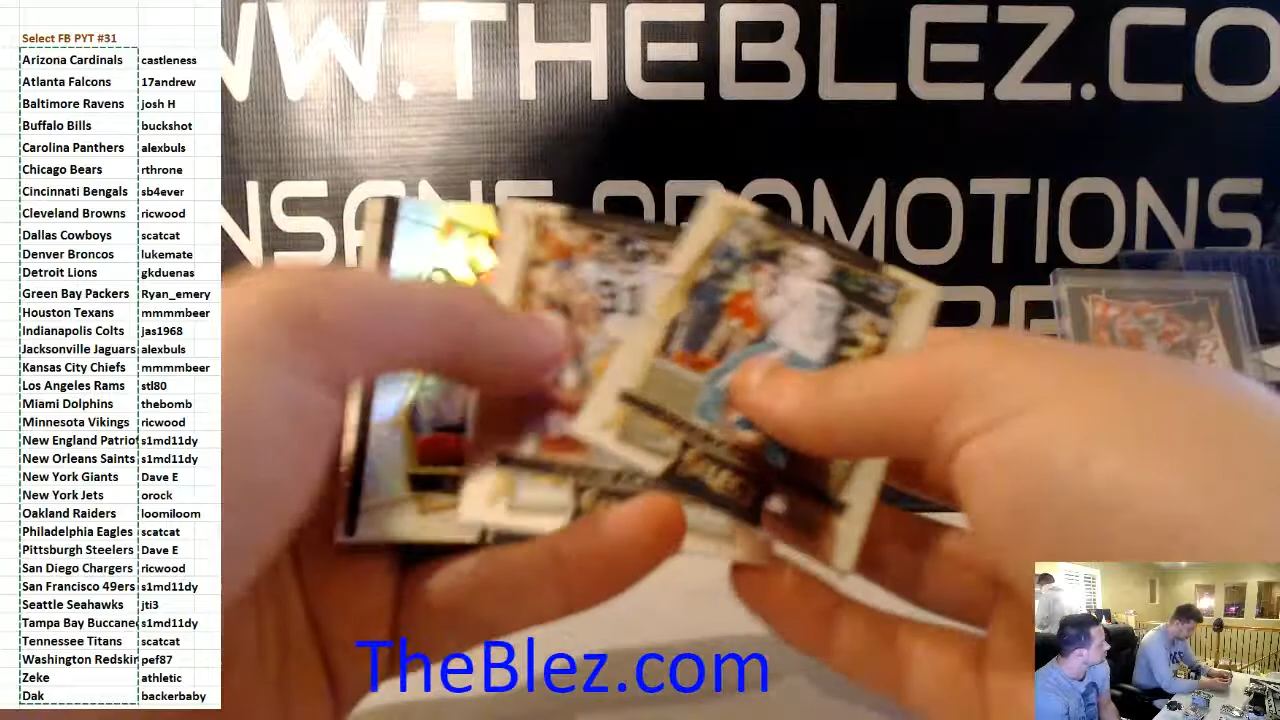 Select FB PYT #31
Arizona Cardinals castleness
Atlanta Falcons 17andrew
Baltimore Ravens josh H
Buffalo Bills buckshot
Carolina Panthers alexbuls
Chicago Bears rthrone
Cincinnati Bengals sb4ever
Cleveland Browns ricwood
Dallas Cowboys scatcat
Denver Broncos lukemate
Detroit Lions gkduenas
Green Bay Packers Ryan_emery
Houston Texans mmmmbeer
Indianapolis Colts jas1968
Jacksonville Jaguars alexbuls
Kansas City Chiefs mmmmbeer
Los Angeles Rams stl80
Miami Dolphins thebomb
Minnesota Vikings ricwood
New England Patriot s1md11dy
New Orleans Saints s1md11dy
New York Giants Dave E
New York Jets orock
Oakland Raiders loomiloom
Philadelphia Eagles scatcat
Pittsburgh Steelers Dave E
San Diego Chargers ricwood
San Francisco 49ers s1md11dy
Seattle Seahawks jti3
Tampa Bay Buccanee s1md11dy
Tennessee Titans scatcat
Washington Redskin pef87
Zeke athletic
Dak backerbaby
WW.THEBLEZ.CO
NSANE PROMOTIONS
91
TheBlez.com